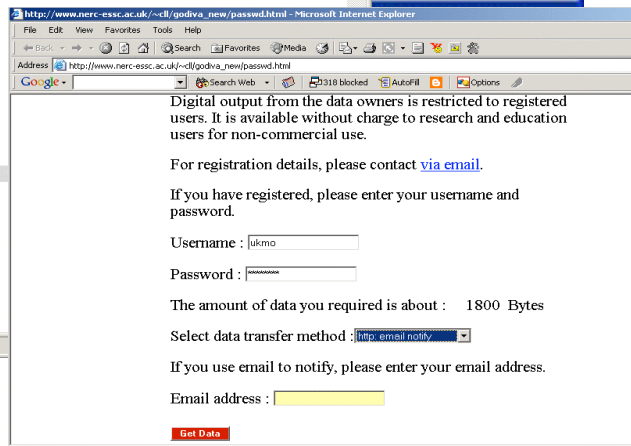 http://www.nerc-essc.ac.uk/~cll/godiva_new/passwd.html - Microsoft Internet Explorer
File Edit View Favorites Tools Help
Back Search Favorites Media
Address http://www.nerc-essc.ac.uk/~cll/godiva_new/passwd.html
Google Search Web 318 blocked AutoFill Options
Digital output from the data owners is restricted to registered
users. It is available without charge to research and education
users for non-commercial use.
For registration details, please contact via email.
If you have registered, please enter your username and
password.
Username : ukmo
Password : ********
The amount of data you required is about : 1800 Bytes
Select data transfer method : http: email notify
If you use email to notify, please enter your email address.
Email address :
Get Data